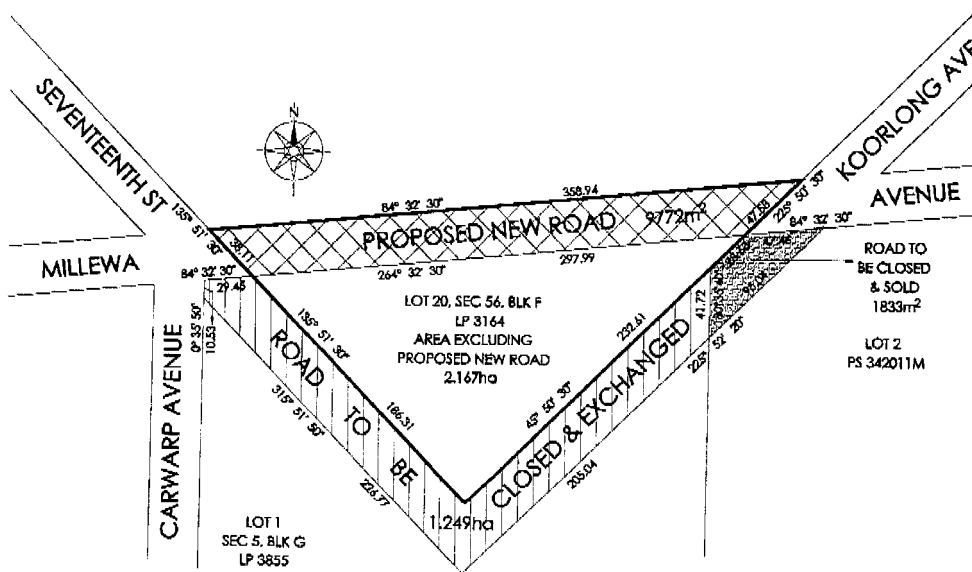 N
SEVENTEENTH ST
KOORLONG AVE
135° 51' 30"
84° 32' 30"
358.94
225° 50' 30"
AVENUE
38.11
PROPOSED NEW ROAD
9772m²
47.68
84° 32' 30"
MILLEWA
84° 32' 30"
264° 32' 30"
297.99
47.46
ROAD TO
BE CLOSED
& SOLD
1833m²
29.45
LOT 20, SEC 56, BLK F
LP 3164
AREA EXCLUDING
PROPOSED NEW ROAD
2.167ha
0° 35' 50"
10.53
135° 51' 30"
232.61
41.72
95.04
225° 52' 20"
LOT 2
PS 342011M
CARWARP AVENUE
ROAD TO BE
CLOSED & EXCHANGED
315° 51' 50"
186.31
45° 50' 30"
226.77
205.04
1.249ha
LOT 1
SEC 5, BLK G
LP 3855